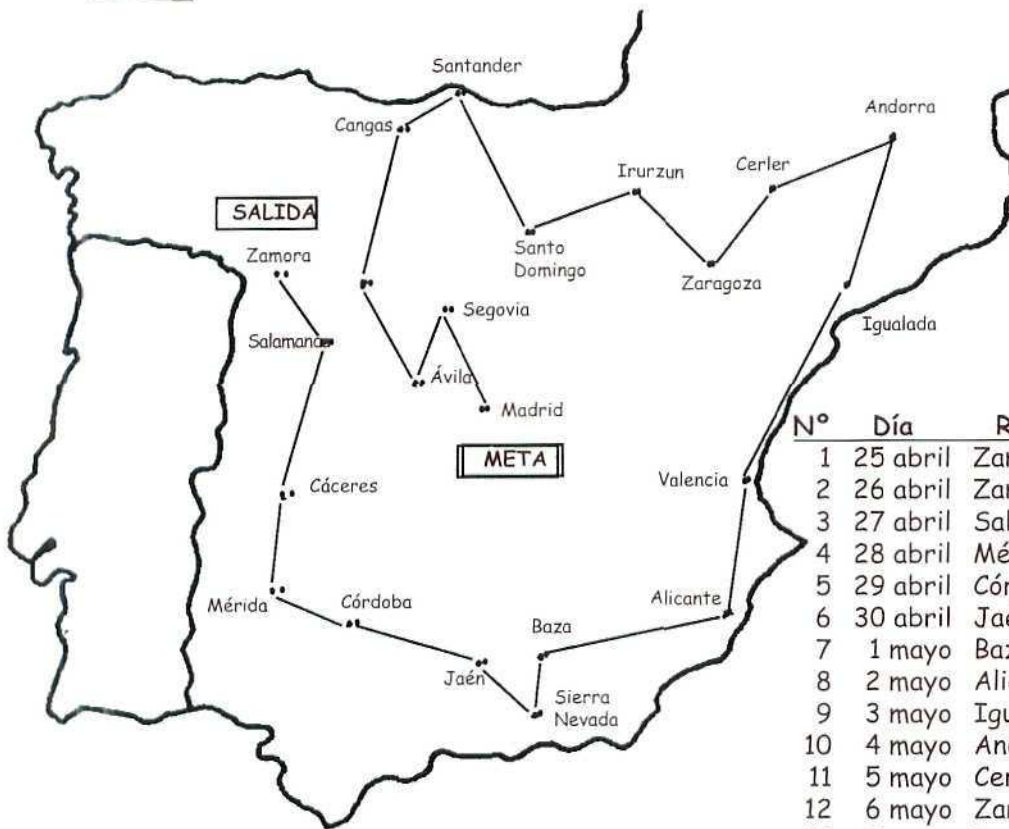 Santander
Cangas
Andorra
Irurzun
Cerler
SALIDA
Zamora
Santo
Domingo
Zaragoza
Segovia
Igualada
Ávila
Madrid
META
Cáceres
Valencia
Mérida
Córdoba
Alicante
Baza
Jaén
Sierra
Nevada
Nº Día
1 25 abril
2 26 abril
3 27 abril
4 28 abril
5 29 abril
6 30 abril
7 1 mayo
8 2 mayo
9 3 mayo
10 4 mayo
11 5 mayo
12 6 mayo